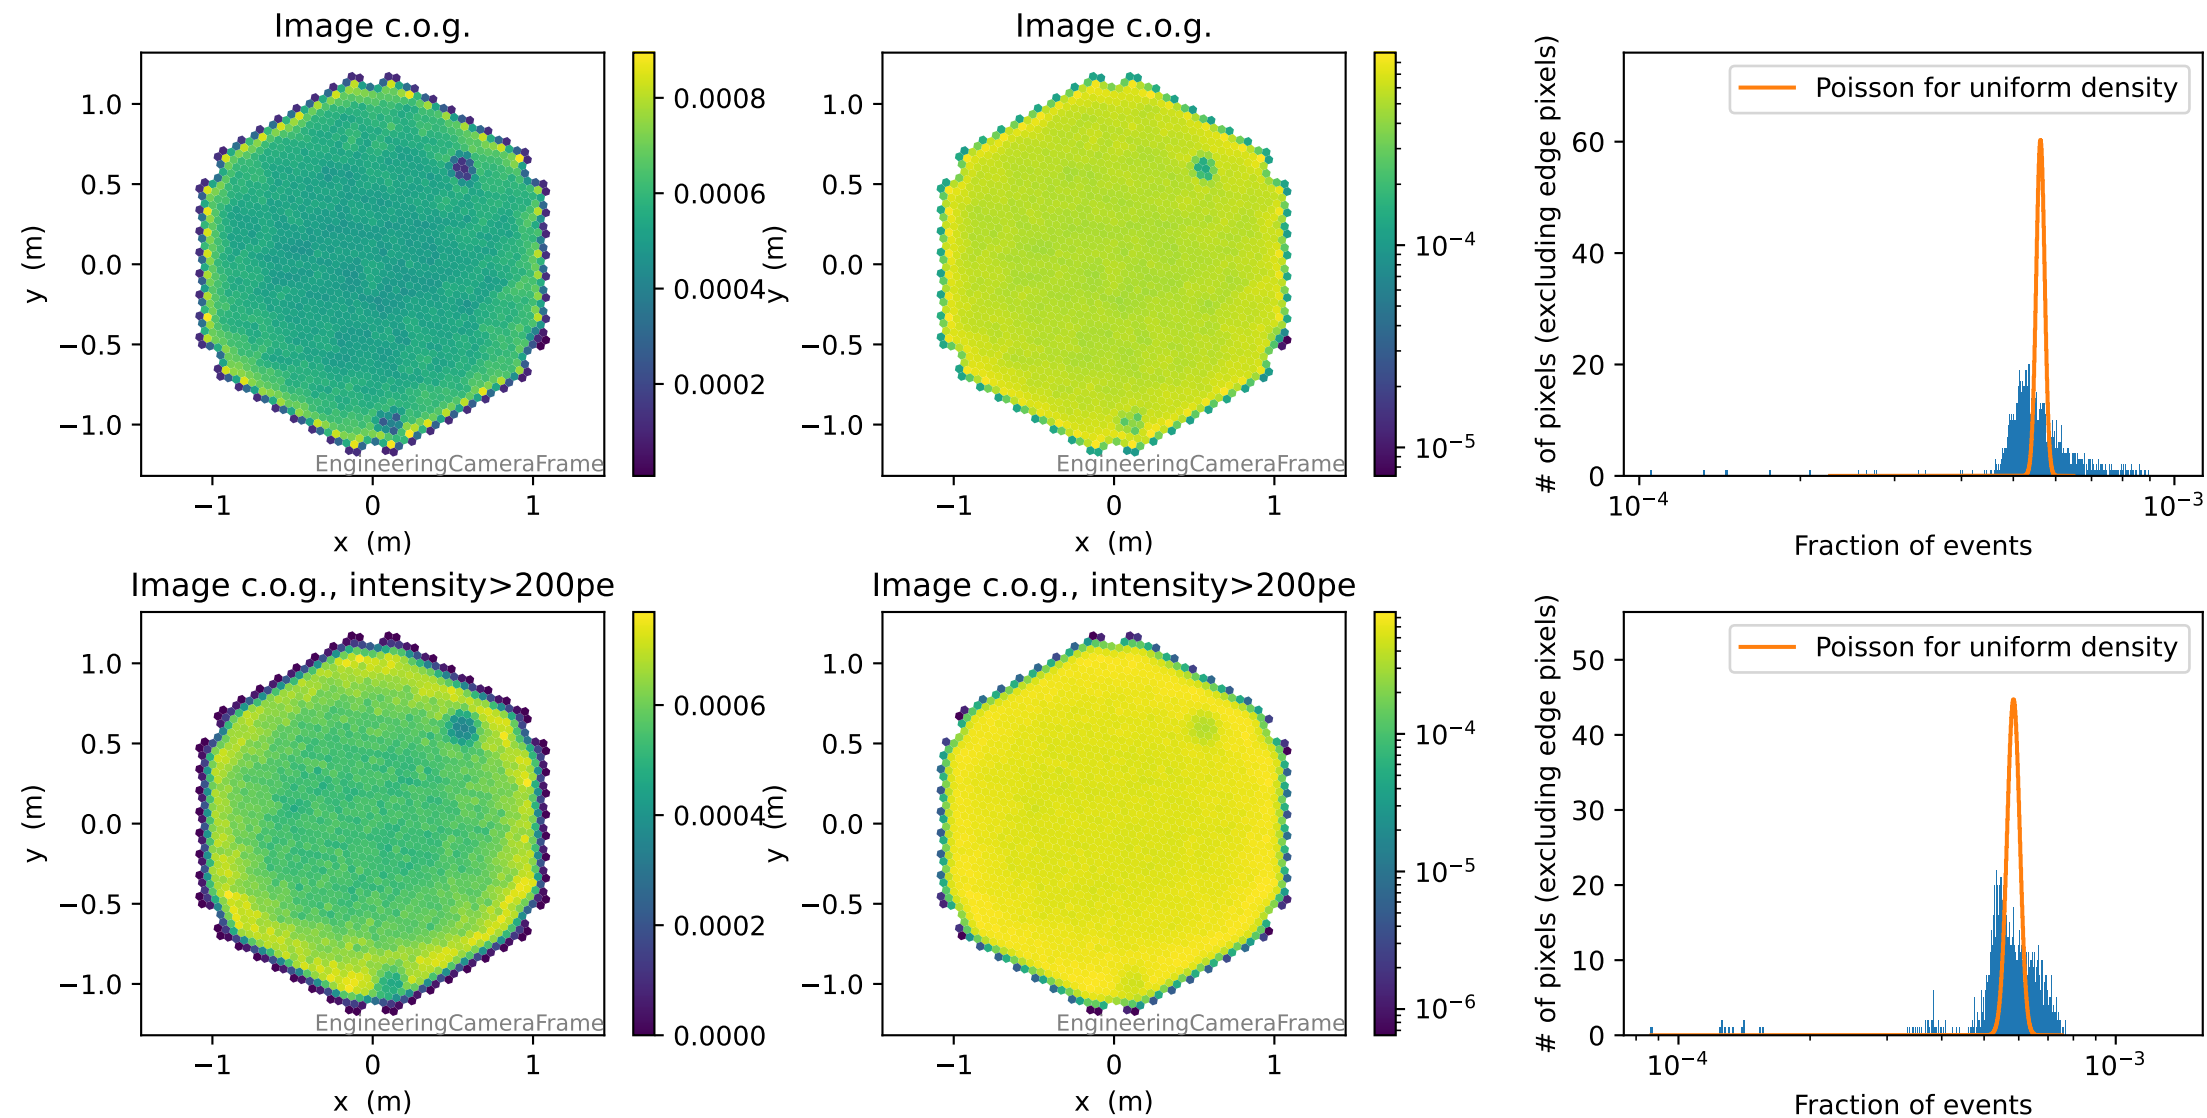 Image c.o.g.
y (m)
1.0
0.5
0.0
−0.5
−1.0
−1
0
1
x (m)
EngineeringCameraFrame
0.0008
0.0006
0.0004
0.0002
Image c.o.g.
y (m)
1.0
0.5
0.0
−0.5
−1.0
−1
0
1
x (m)
EngineeringCameraFrame
10−4
10−5
# of pixels (excluding edge pixels)
60
40
20
0
10−4
10−3
Fraction of events
Poisson for uniform density
Image c.o.g., intensity>200pe
y (m)
1.0
0.5
0.0
−0.5
−1.0
−1
0
1
x (m)
EngineeringCameraFrame
0.0006
0.0004
0.0002
0.0000
Image c.o.g., intensity>200pe
y (m)
1.0
0.5
0.0
−0.5
−1.0
−1
0
1
x (m)
EngineeringCameraFrame
10−4
10−5
10−6
# of pixels (excluding edge pixels)
50
40
30
20
10
0
10−4
10−3
Fraction of events
Poisson for uniform density